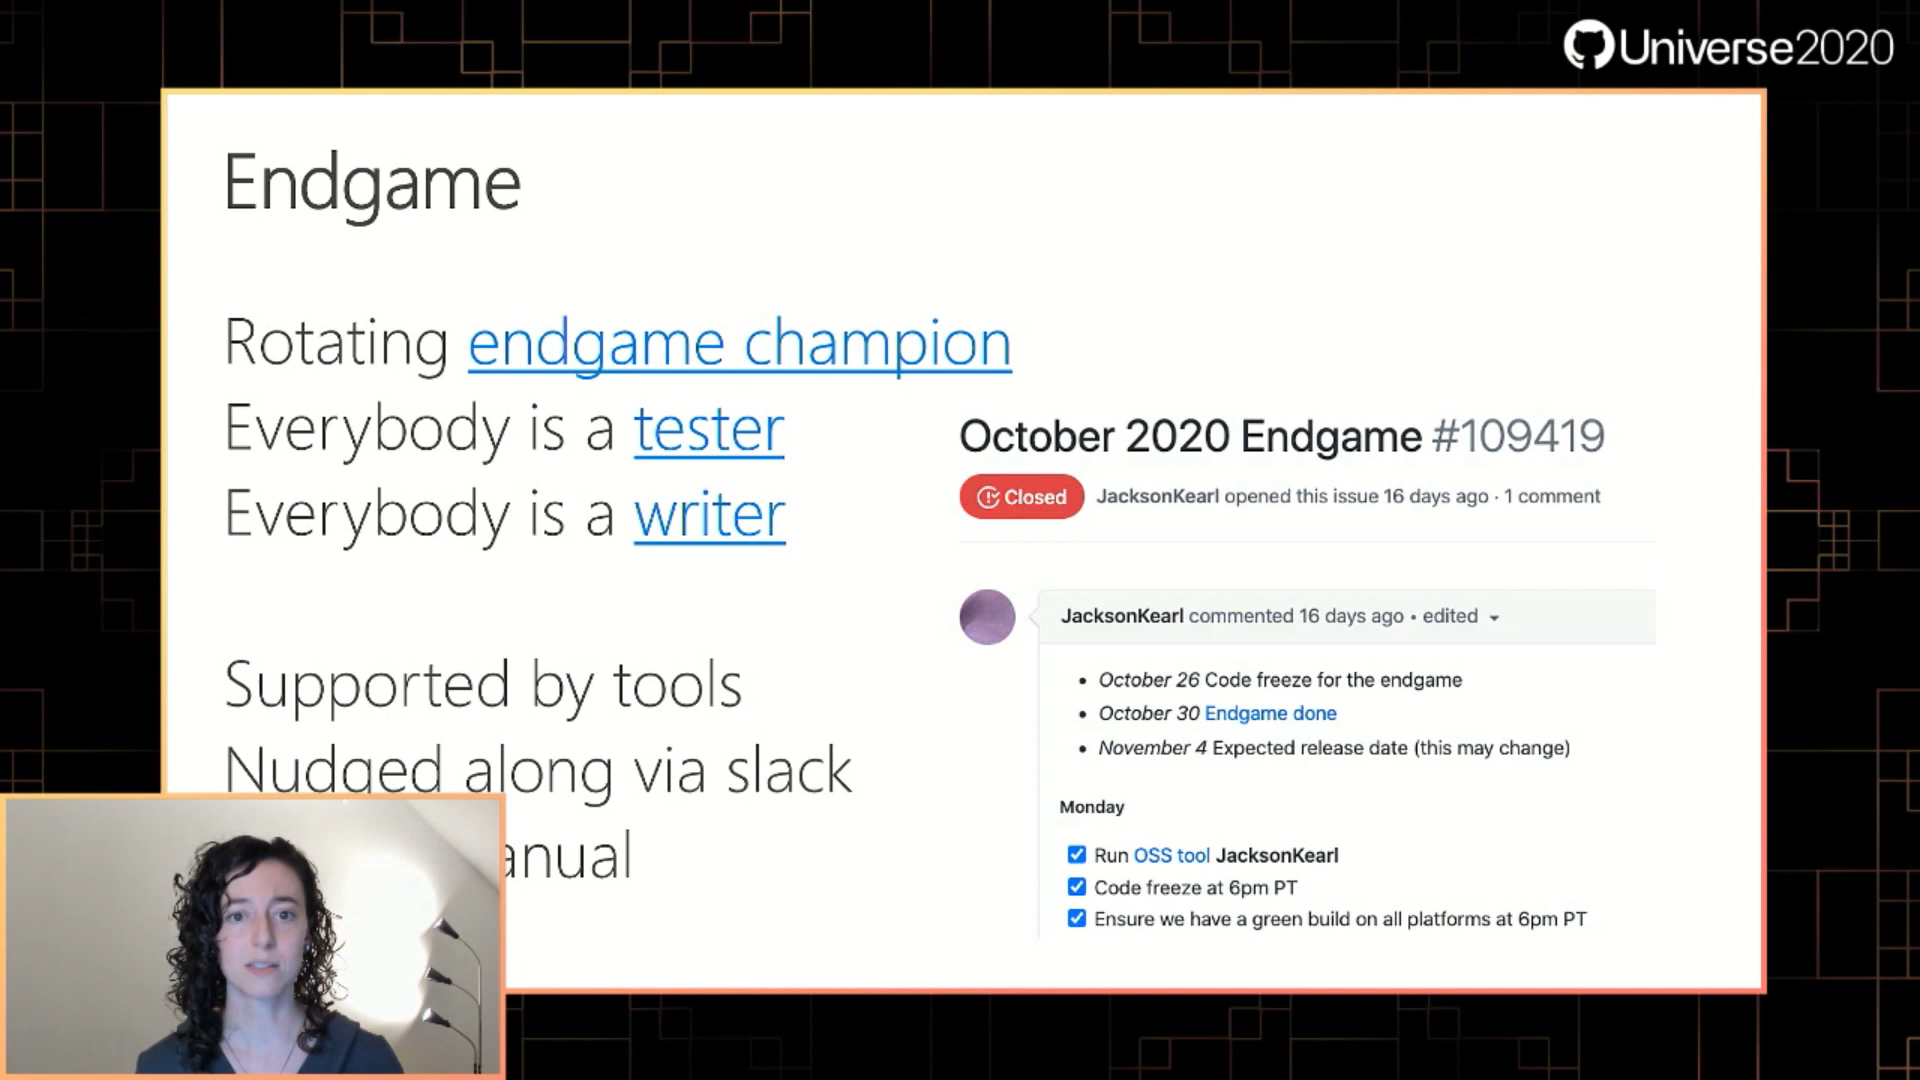 Universe2020
Endgame
Rotating endgame champion
Everybody is a tester
Everybody is a writer
Supported by tools
Nudged along via slack
October 2020 Endgame #109419
Closed JacksonKearl opened this issue 16 days ago · 1 comment
JacksonKearl commented 16 days ago • edited
• October 26 Code freeze for the endgame
• October 30 Endgame done
• November 4 Expected release date (this may change)
Monday
Run OSS tool JacksonKearl
Code freeze at 6pm PT
Ensure we have a green build on all platforms at 6pm PT